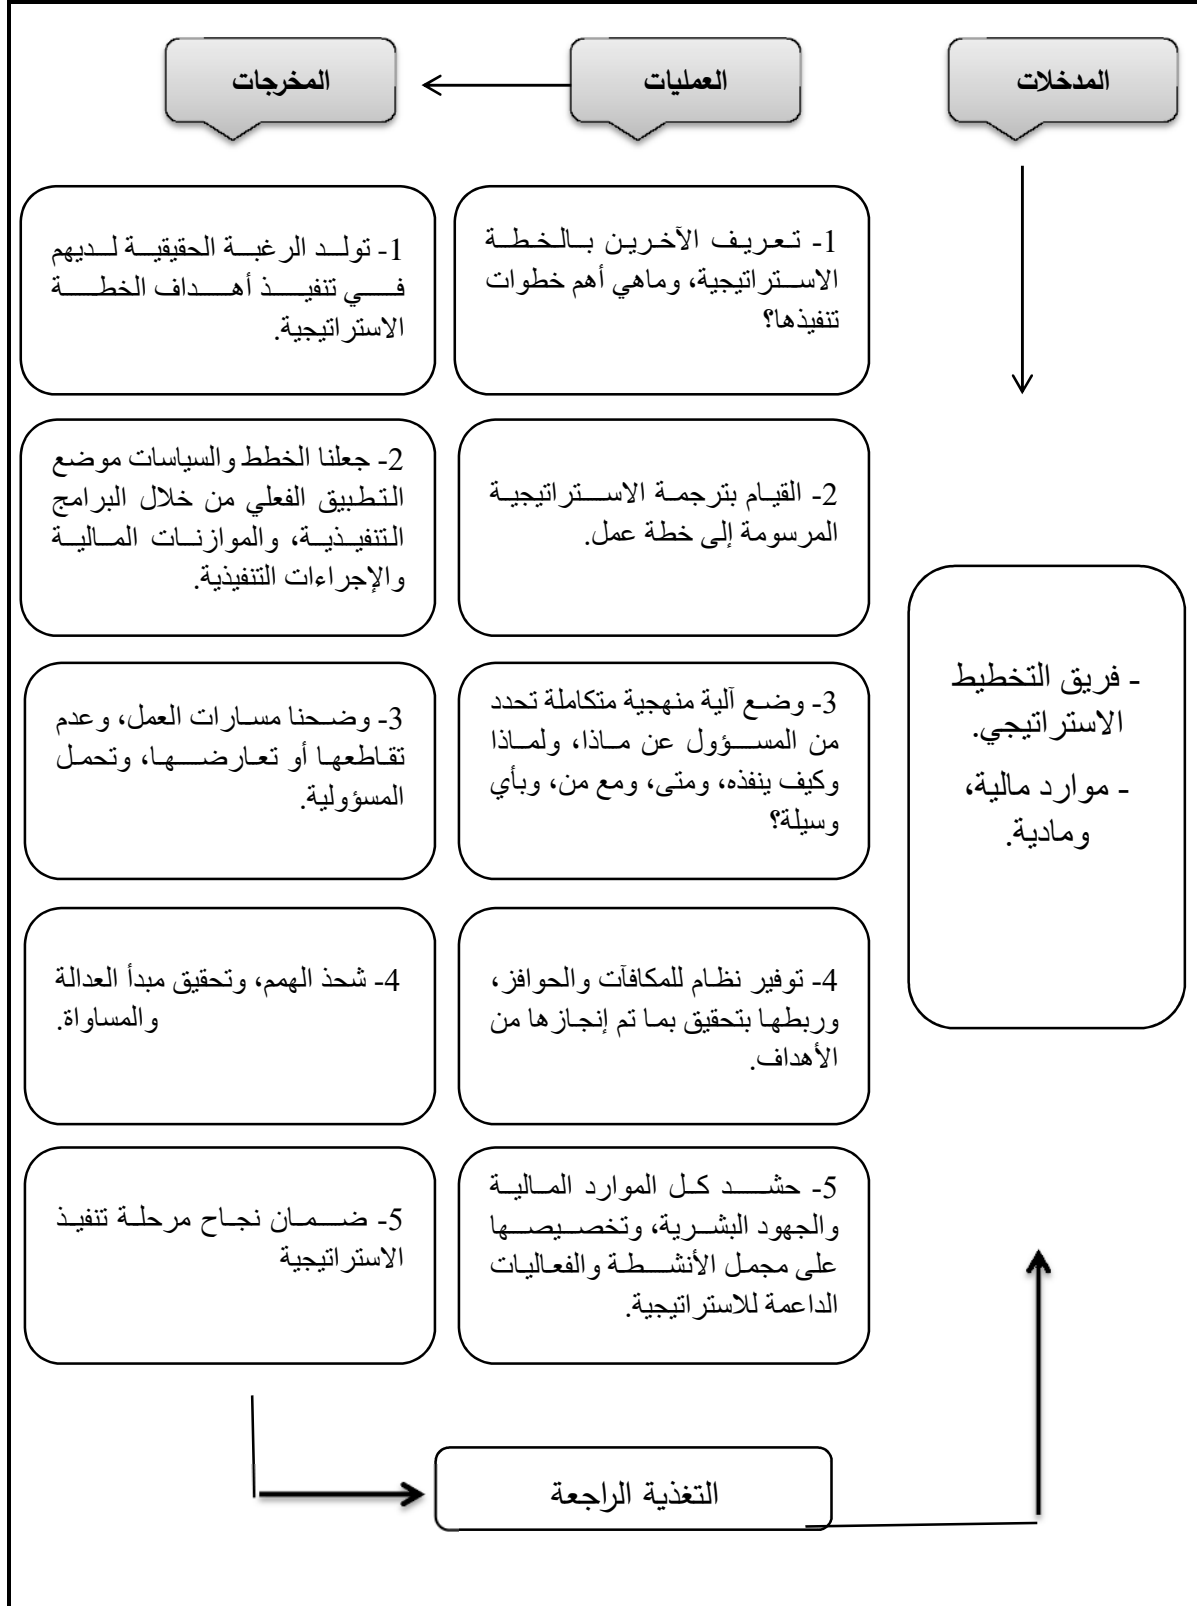 المدخلات
العمليات
المخرجات
- فريق التخطيط
الاستراتيجي.
- موارد مالية،
ومادية.
1- تعريف الآخرين بالخطة
الاستراتيجية، وماهي أهم خطوات
تنفيذها؟
2- القيام بترجمة الاستراتيجية
المرسومة إلى خطة عمل.
3- وضع آلية منهجية متكاملة تحدد
من المسؤول عن ماذا، ولماذا
وكيف ينفذه، ومتى، ومع من، وبأي
وسيلة؟
4- توفير نظام للمكافآت والحوافز،
وربطها بتحقيق بما تم إنجازها من
الأهداف.
5- حشد كل الموارد المالية
والجهود البشرية، وتخصيصها
على مجمل الأنشطة والفعاليات
الداعمة للاستراتيجية.
1- تولد الرغبة الحقيقية لديهم
في تنفيذ أهداف الخطة
الاستراتيجية.
2- جعلنا الخطط والسياسات موضع
التطبيق الفعلي من خلال البرامج
التنفيذية، والموازنات المالية
والإجراءات التنفيذية.
3- وضحنا مسارات العمل، وعدم
تقاطعها أو تعارضها، وتحمل
المسؤولية.
4- شحذ الهمم، وتحقيق مبدأ العدالة
والمساواة.
5- ضمان نجاح مرحلة تنفيذ
الاستراتيجية
التغذية الراجعة